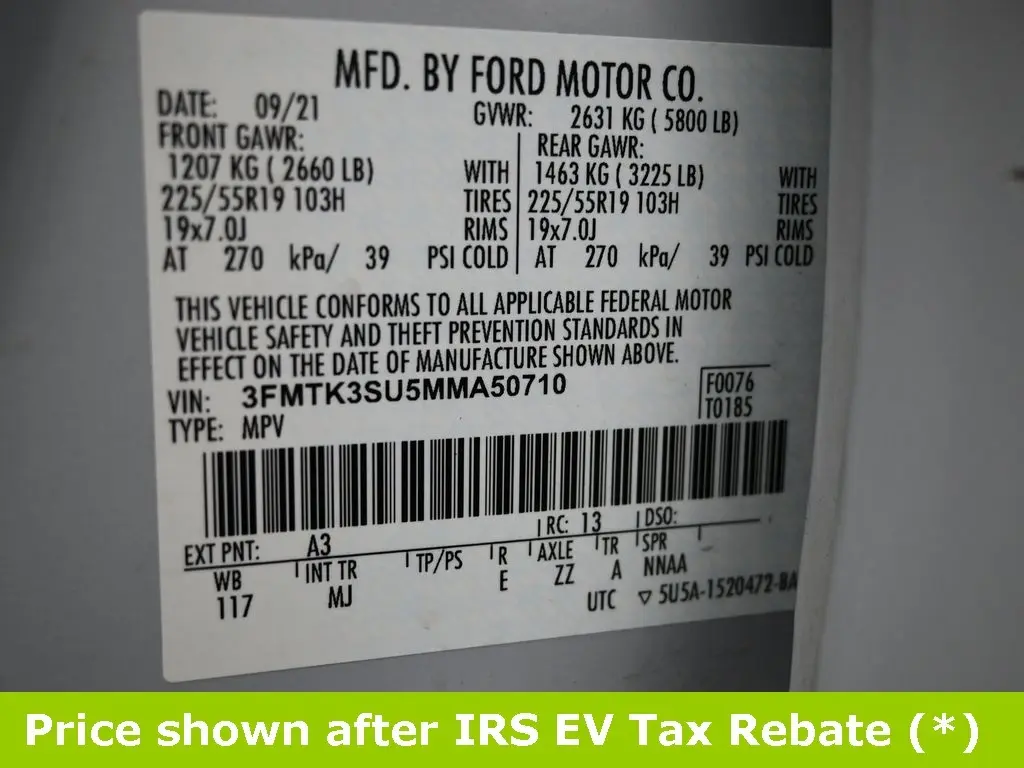 MFD. BY FORD MOTOR CO.
DATE: 09/21 GVWR: 2631 KG ( 5800 LB)
FRONT GAWR: REAR GAWR:
1207 KG ( 2660 LB) WITH 1463 KG ( 3225 LB) WITH
225/55R19 103H TIRES 225/55R19 103H TIRES
19x7.0J RIMS 19x7.0J RIMS
AT 270 kPa/ 39 PSI COLD AT 270 kPa/ 39 PSI COLD
THIS VEHICLE CONFORMS TO ALL APPLICABLE FEDERAL MOTOR
VEHICLE SAFETY AND THEFT PREVENTION STANDARDS IN
EFFECT ON THE DATE OF MANUFACTURE SHOWN ABOVE.
VIN: 3FMTK3SU5MMA50710 F0076
TYPE: MPV T0185
EXT PNT: A3 RC: 13 DSO:
WB INT TR TP/PS R AXLE TR SPR
117 MJ E ZZ A NNAA
UTC ▽ 5U5A-1520472-BA
Price shown after IRS EV Tax Rebate (*)